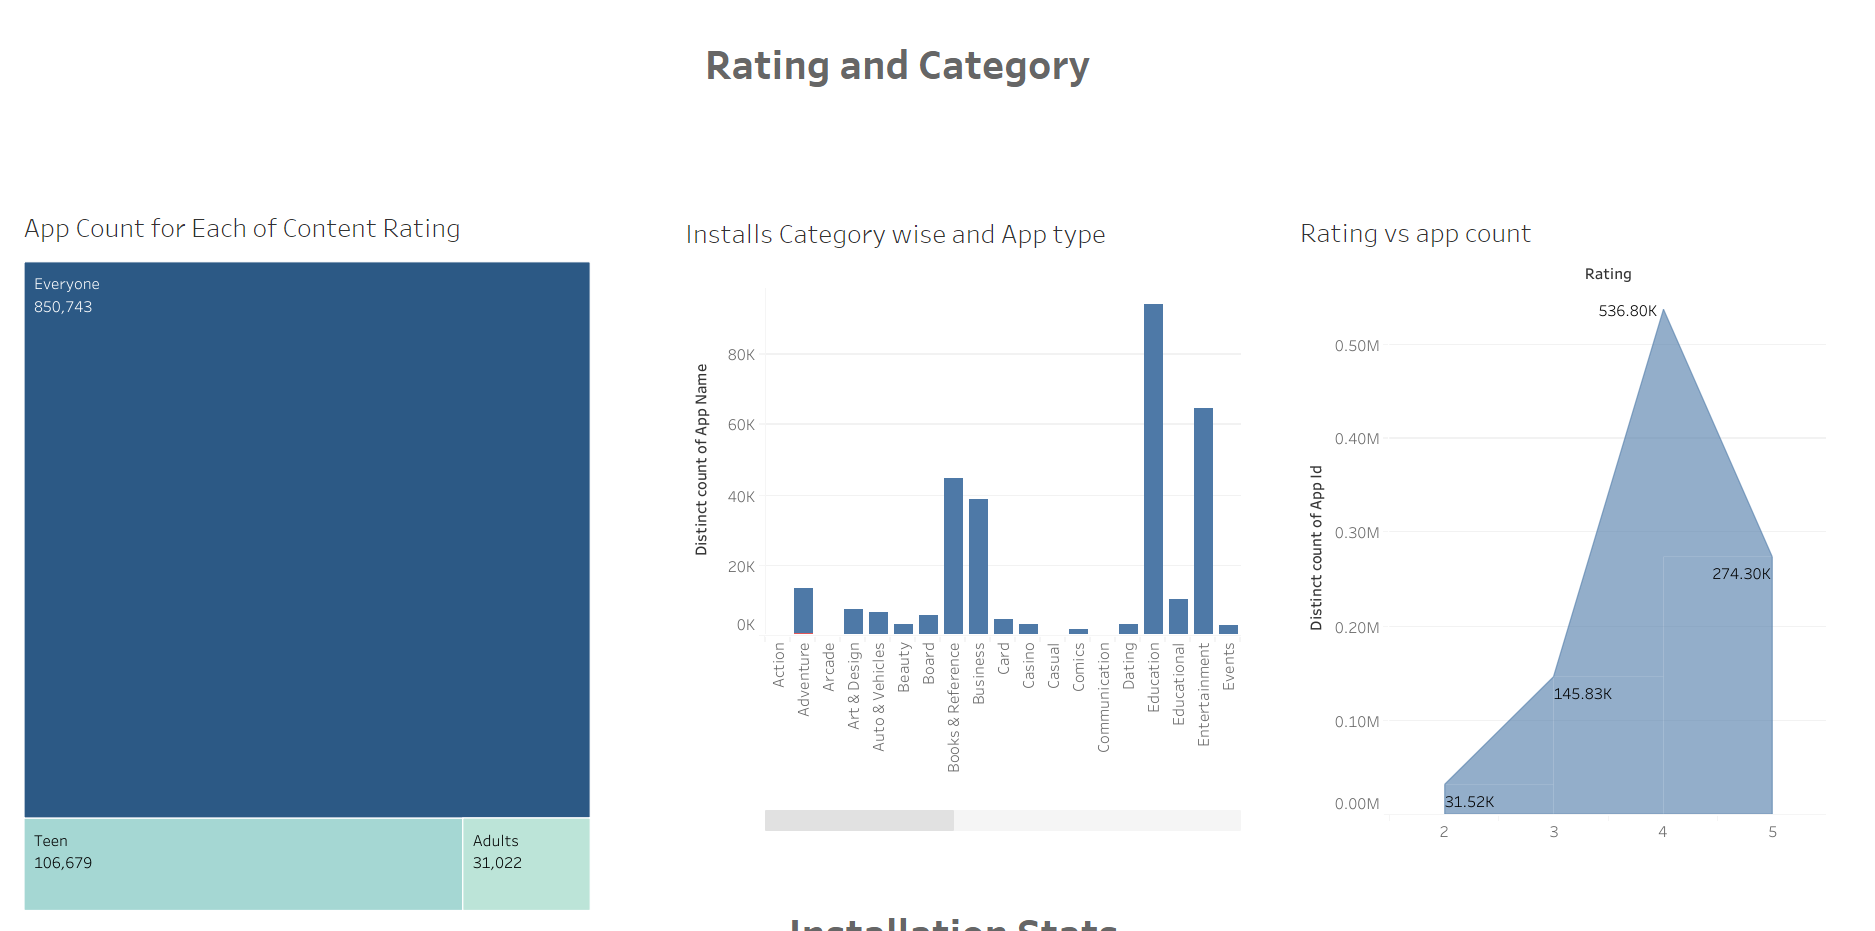 Rating and Category
App Count for Each of Content Rating
Everyone
850,743
Teen
106,679
Adults
31,022
Installs Category wise and App type
Distinct count of App Name
80K
60K
40K
20K
0K
Action
Adventure
Arcade
Art & Design
Auto & Vehicles
Beauty
Board
Books & Reference
Business
Card
Casino
Casual
Comics
Communication
Dating
Education
Educational
Entertainment
Events
Rating vs app count
Rating
Distinct count of App Id
0.50M
0.40M
0.30M
0.20M
0.10M
0.00M
536.80K
274.30K
145.83K
31.52K
2
3
4
5
Installation Stats